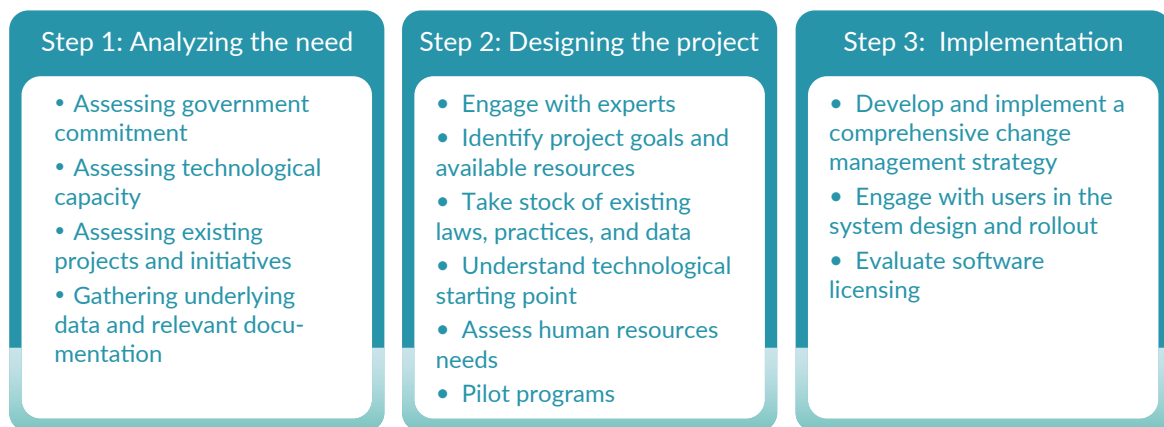 Step 1: Analyzing the need
• Assessing government
commitment
• Assessing technological
capacity
• Assessing existing
projects and initiatives
• Gathering underlying
data and relevant docu-
mentation
Step 2: Designing the project
• Engage with experts
• Identify project goals and
available resources
• Take stock of existing
laws, practices, and data
• Understand technological
starting point
• Assess human resources
needs
• Pilot programs
Step 3: Implementation
• Develop and implement a
comprehensive change
management strategy
• Engage with users in the
system design and rollout
• Evaluate software
licensing